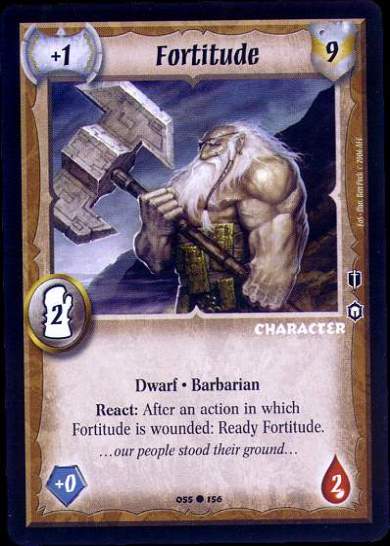 +1
Fortitude
9
2
CHARACTER
Dwarf • Barbarian
React: After an action in which
Fortitude is wounded: Ready Fortitude.
...our people stood their ground...
+0
055 ● 156
2